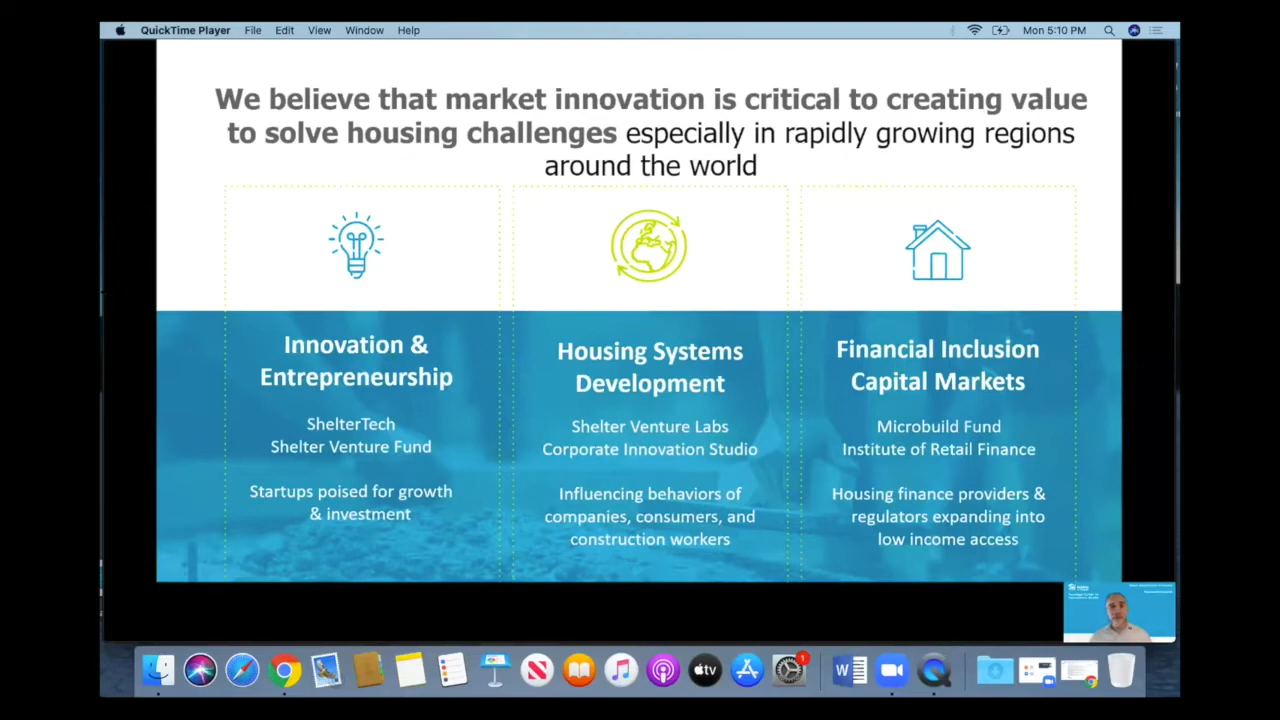 QuickTime Player File Edit View Window Help Mon 5:10 PM
We believe that market innovation is critical to creating value
to solve housing challenges especially in rapidly growing regions
around the world
Innovation &
Entrepreneurship
ShelterTech
Shelter Venture Fund
Startups poised for growth
& investment
Housing Systems
Development
Shelter Venture Labs
Corporate Innovation Studio
Influencing behaviors of
companies, consumers, and
construction workers
Financial Inclusion
Capital Markets
Microbuild Fund
Institute of Retail Finance
Housing finance providers &
regulators expanding into
low income access
tv
1
W